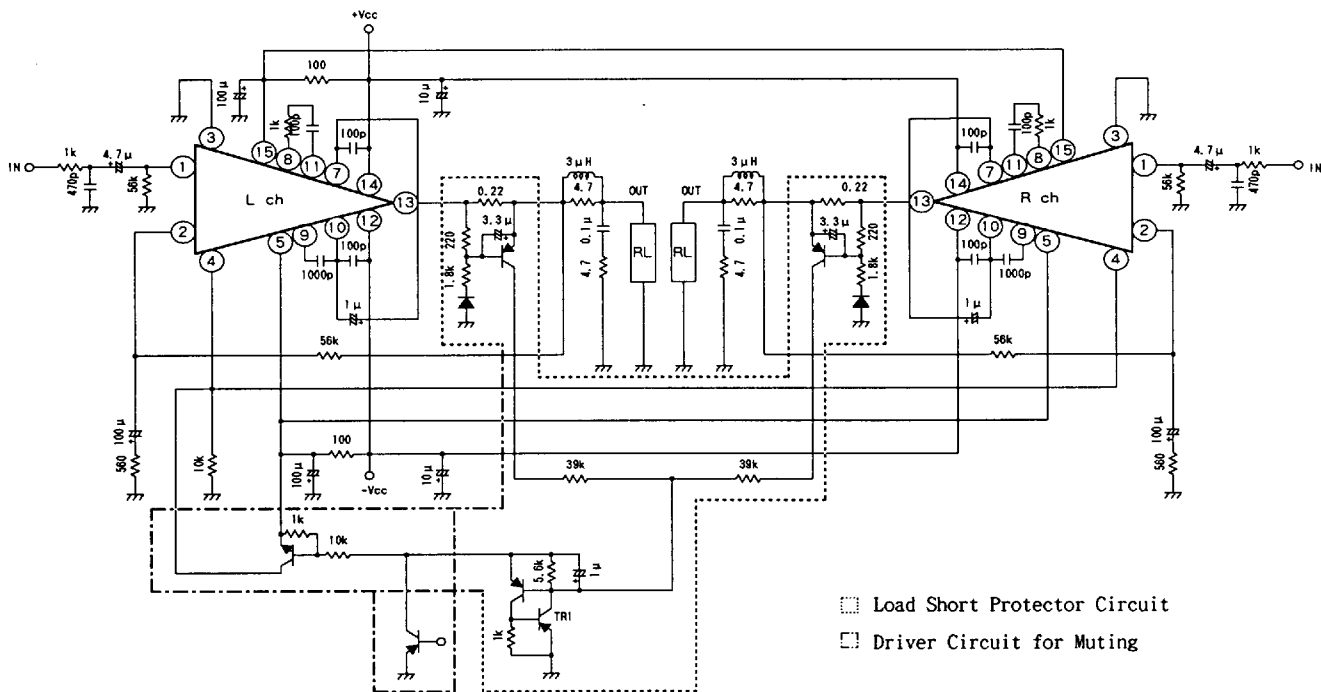 +Vcc
100
100μ
10μ
1k
100p
100p
100p
1k
3
15
8
11
7
14
3
15
8
11
7
14
IN
1k
4.7μ
470p
56k
1
2
L ch
13
0.22
3μH
4.7
OUT
OUT
3μH
4.7
0.22
13
R ch
1
2
4.7μ
1k
IN
56k
470p
4
5
9
10
12
100p
1000p
1μ
220
3.3μ
1.8k
0.1μ
4.7
RL
RL
0.1μ
4.7
3.3μ
220
1.8k
12
10
9
5
4
100p
1000p
1μ
56k
56k
100μ
560
10k
100μ
100
-Vcc
10μ
39k
39k
100μ
560
1k
10k
5.6k
1μ
TR1
1k
Load Short Protector Circuit
Driver Circuit for Muting